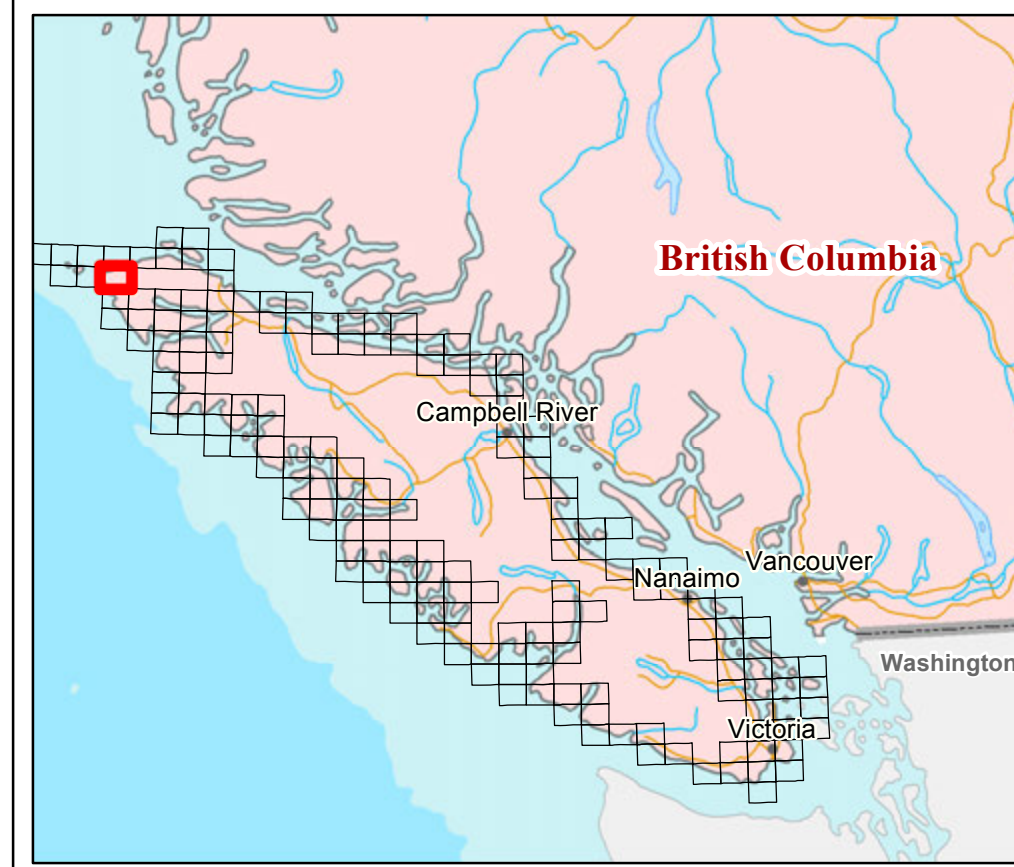 British Columbia
Campbell River
Vancouver
Nanaimo
Washington
Victoria